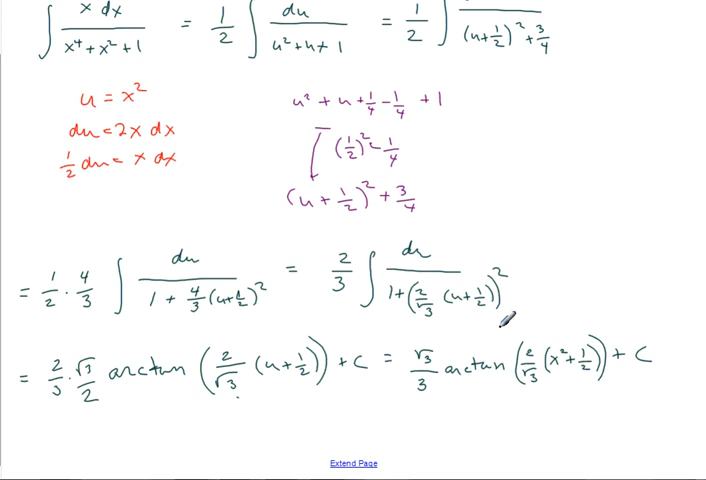 ∫ x dx / (x⁴ + x² + 1) = 1/2 ∫ du / (u² + u + 1) = 1/2 ∫ / ((u + 1/2)² + 3/4)
u = x²
u² + u + 1/4 - 1/4 + 1
du = 2x dx
(1/2)² = 1/4
1/2 du = x dx
(u + 1/2)² + 3/4
= 1/2 · 4/3 ∫ du / (1 + 4/3 (u + 1/2)²) = 2/3 ∫ du / (1 + (2/√3 (u + 1/2))²)
= 2/3 · √3/2 arctan (2/√3 (u + 1/2)) + C = √3/3 arctan (2/√3 (x² + 1/2)) + C
Extend Page